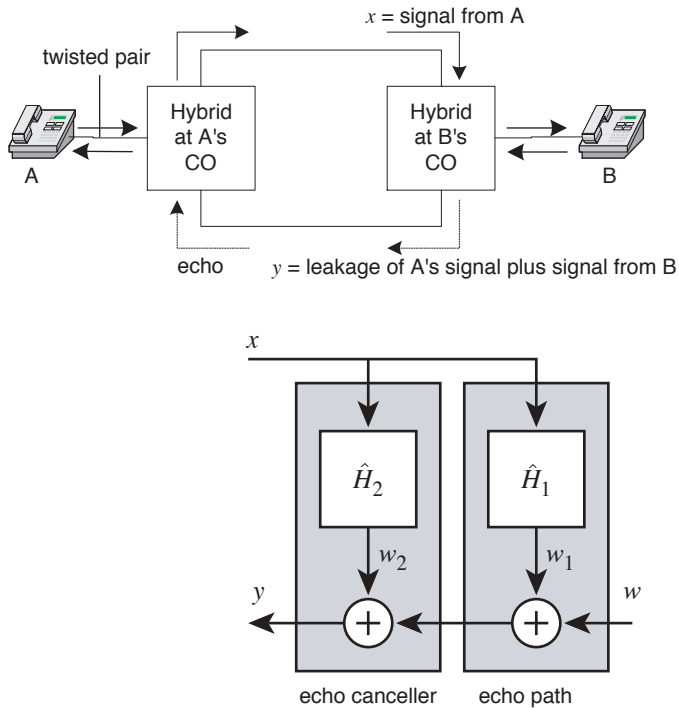 x = signal from A
twisted pair
Hybrid
at A's
CO
Hybrid
at B's
CO
A
B
echo
y = leakage of A's signal plus signal from B
x
Ĥ2
Ĥ1
w2
w1
y
w
+
+
echo canceller
echo path